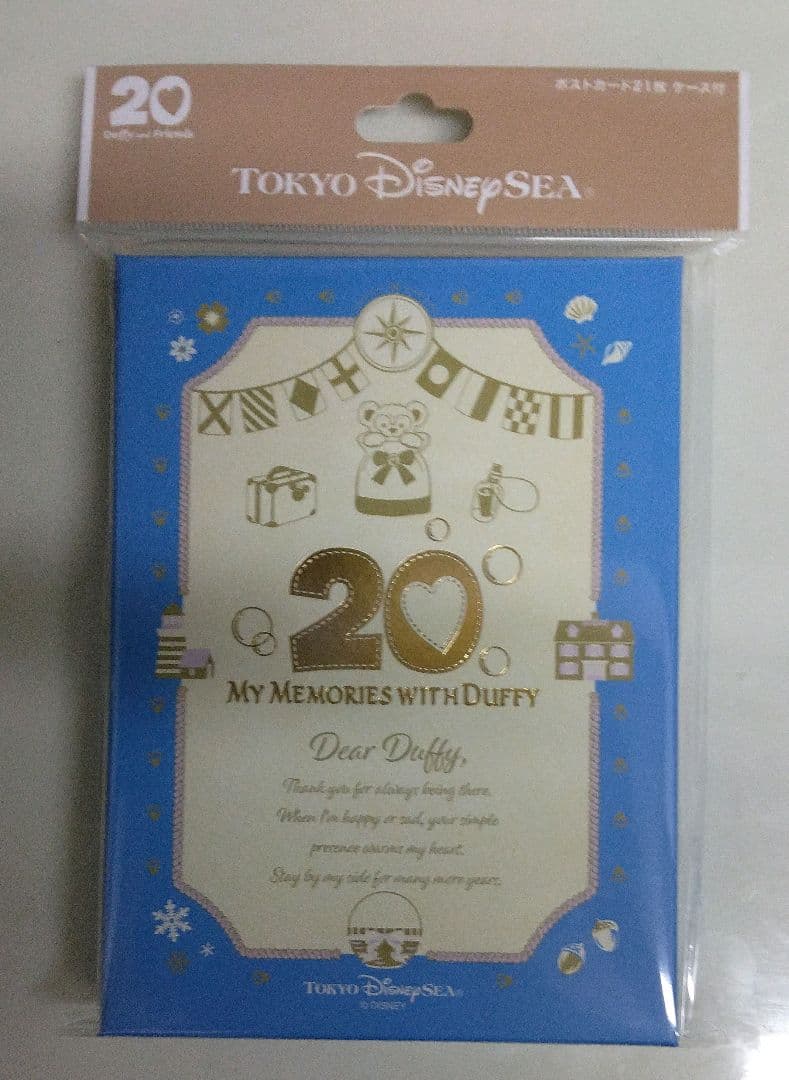 20
Duffy and Friends
ポストカード21枚 ケース付
TOKYO DISNEYSEA®
20
MY MEMORIES WITH DUFFY
Dear Duffy,
Thank you for always being there.
When I'm happy or sad, your simple
presence warms my heart.
Stay by my side for many more years.
TOKYO DISNEYSEA®
© DISNEY